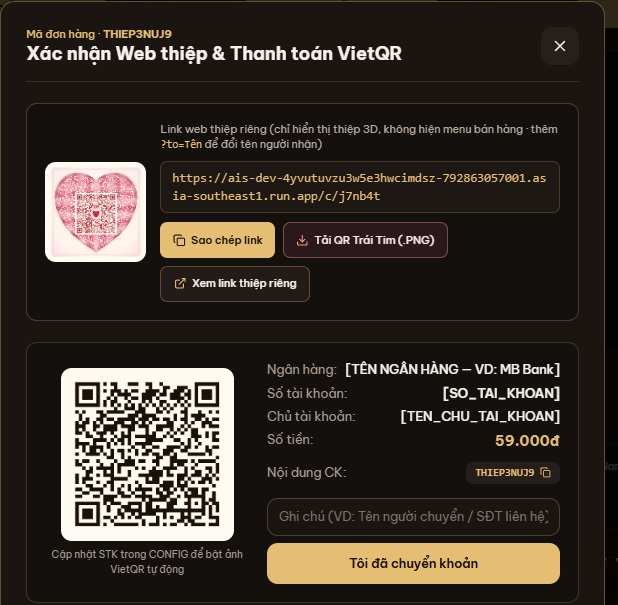 Mã đơn hàng · THIEP3NUJ9
Xác nhận Web thiệp & Thanh toán VietQR
Link web thiệp riêng (chỉ hiển thị thiệp 3D, không hiện menu bán hàng · thêm
?to=Tên để đổi tên người nhận)
https://ais-dev-4yvutuvzu3w5e3hwcimdsz-792863057001.as
ia-southeast1.run.app/c/j7nb4t
Sao chép link
Tải QR Trái Tim (.PNG)
Xem link thiệp riêng
Ngân hàng: [TÊN NGÂN HÀNG — VD: MB Bank]
Số tài khoản: [SO_TAI_KHOAN]
Chủ tài khoản: [TEN_CHU_TAI_KHOAN]
Số tiền: 59.000đ
Nội dung CK: THIEP3NUJ9
Ghi chú (VD: Tên người chuyển / SĐT liên hệ)
Tôi đã chuyển khoản
Cập nhật STK trong CONFIG để bật ảnh
VietQR tự động